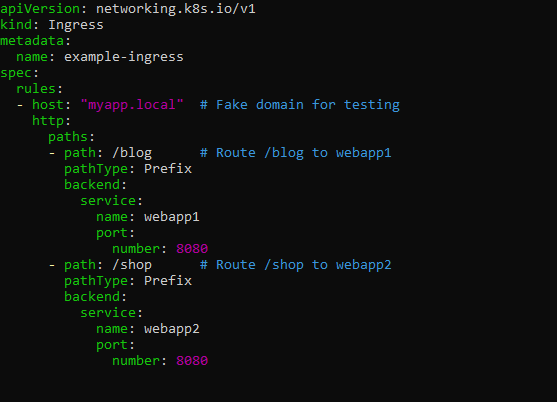 apiVersion: networking.k8s.io/v1
kind: Ingress
metadata:
  name: example-ingress
spec:
  rules:
  - host: "myapp.local"  # Fake domain for testing
    http:
      paths:
      - path: /blog      # Route /blog to webapp1
        pathType: Prefix
        backend:
          service:
            name: webapp1
            port:
              number: 8080
      - path: /shop      # Route /shop to webapp2
        pathType: Prefix
        backend:
          service:
            name: webapp2
            port:
              number: 8080